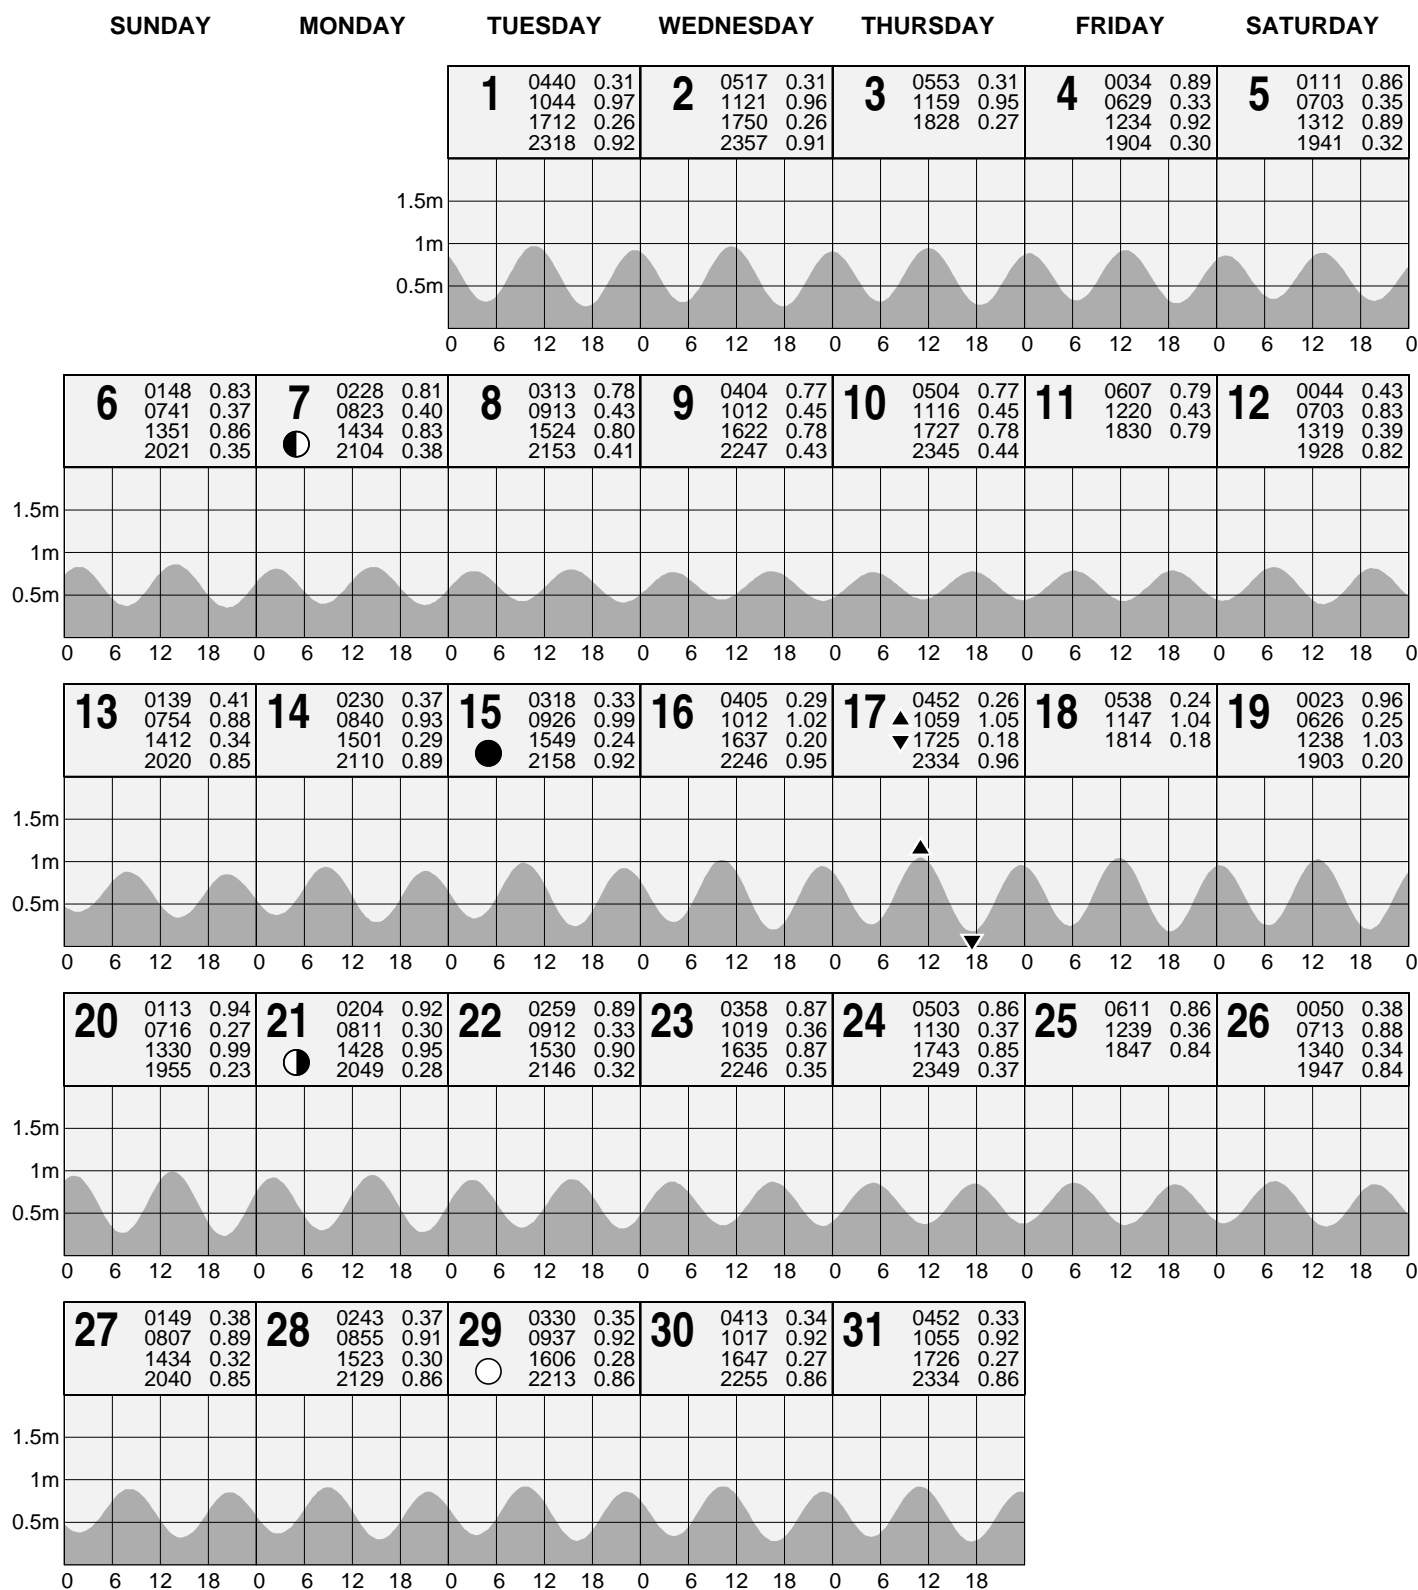 SUNDAY MONDAY TUESDAY WEDNESDAY THURSDAY FRIDAY SATURDAY
1 0440 0.31
1044 0.97
1712 0.26
2318 0.92
2 0517 0.31
1121 0.96
1750 0.26
2357 0.91
3 0553 0.31
1159 0.95
1828 0.27
4 0034 0.89
0629 0.33
1234 0.92
1904 0.30
5 0111 0.86
0703 0.35
1312 0.89
1941 0.32
1.5m
1m
0.5m
0 6 12 18 0 6 12 18 0 6 12 18 0 6 12 18 0 6 12 18 0
6 0148 0.83
0741 0.37
1351 0.86
2021 0.35
7 0228 0.81
0823 0.40
1434 0.83
2104 0.38
8 0313 0.78
0913 0.43
1524 0.80
2153 0.41
9 0404 0.77
1012 0.45
1622 0.78
2247 0.43
10 0504 0.77
1116 0.45
1727 0.78
2345 0.44
11 0607 0.79
1220 0.43
1830 0.79
12 0044 0.43
0703 0.83
1319 0.39
1928 0.82
1.5m
1m
0.5m
0 6 12 18 0 6 12 18 0 6 12 18 0 6 12 18 0 6 12 18 0 6 12 18 0 6 12 18 0
13 0139 0.41
0754 0.88
1412 0.34
2020 0.85
14 0230 0.37
0840 0.93
1501 0.29
2110 0.89
15 0318 0.33
0926 0.99
1549 0.24
2158 0.92
16 0405 0.29
1012 1.02
1637 0.20
2246 0.95
17 0452 0.26
1059 1.05
1725 0.18
2334 0.96
18 0538 0.24
1147 1.04
1814 0.18
19 0023 0.96
0626 0.25
1238 1.03
1903 0.20
1.5m
1m
0.5m
0 6 12 18 0 6 12 18 0 6 12 18 0 6 12 18 0 6 12 18 0 6 12 18 0 6 12 18 0
20 0113 0.94
0716 0.27
1330 0.99
1955 0.23
21 0204 0.92
0811 0.30
1428 0.95
2049 0.28
22 0259 0.89
0912 0.33
1530 0.90
2146 0.32
23 0358 0.87
1019 0.36
1635 0.87
2246 0.35
24 0503 0.86
1130 0.37
1743 0.85
2349 0.37
25 0611 0.86
1239 0.36
1847 0.84
26 0050 0.38
0713 0.88
1340 0.34
1947 0.84
1.5m
1m
0.5m
0 6 12 18 0 6 12 18 0 6 12 18 0 6 12 18 0 6 12 18 0 6 12 18 0 6 12 18 0
27 0149 0.38
0807 0.89
1434 0.32
2040 0.85
28 0243 0.37
0855 0.91
1523 0.30
2129 0.86
29 0330 0.35
0937 0.92
1606 0.28
2213 0.86
30 0413 0.34
1017 0.92
1647 0.27
2255 0.86
31 0452 0.33
1055 0.92
1726 0.27
2334 0.86
1.5m
1m
0.5m
0 6 12 18 0 6 12 18 0 6 12 18 0 6 12 18 0 6 12 18